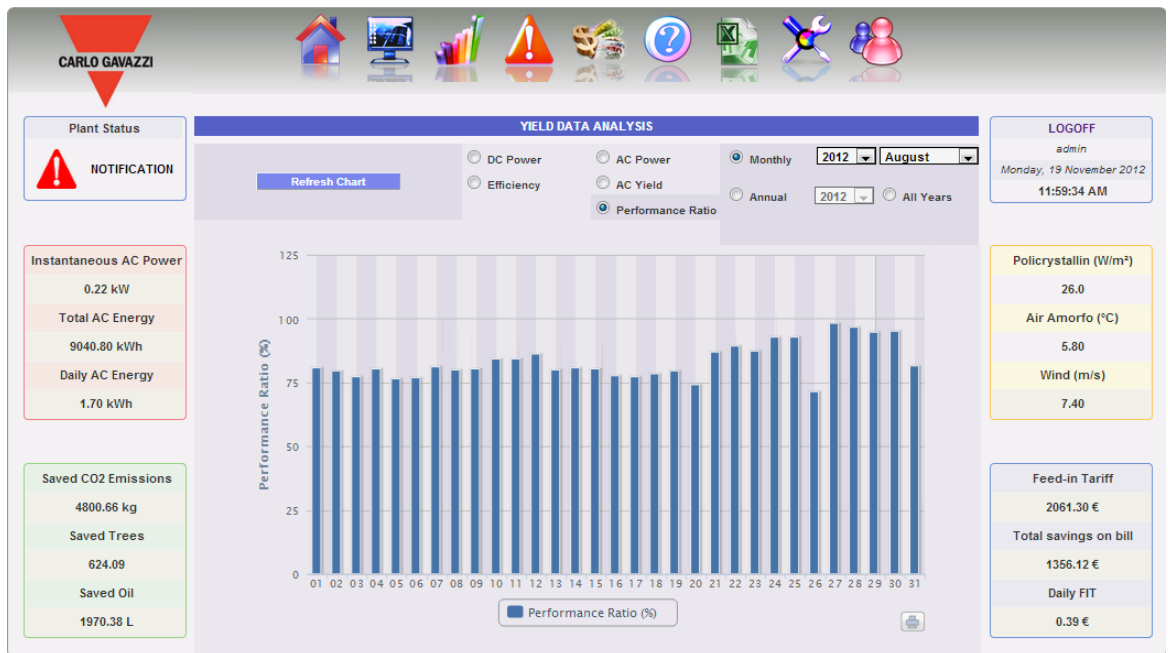 CARLO GAVAZZI
Plant Status
NOTIFICATION
YIELD DATA ANALYSIS
Refresh Chart
DC Power
AC Power
Monthly
2012
August
Efficiency
AC Yield
Annual
2012
All Years
Performance Ratio
LOGOFF
admin
Monday, 19 November 2012
11:59:34 AM
Instantaneous AC Power
0.22 kW
Total AC Energy
9040.80 kWh
Daily AC Energy
1.70 kWh
Saved CO2 Emissions
4800.66 kg
Saved Trees
624.09
Saved Oil
1970.38 L
Performance Ratio (%)
125
100
75
50
25
0
01 02 03 04 05 06 07 08 09 10 11 12 13 14 15 16 17 18 19 20 21 22 23 24 25 26 27 28 29 30 31
Performance Ratio (%)
Policrystallin (W/m²)
26.0
Air Amorfo (°C)
5.80
Wind (m/s)
7.40
Feed-in Tariff
2061.30 €
Total savings on bill
1356.12 €
Daily FIT
0.39 €